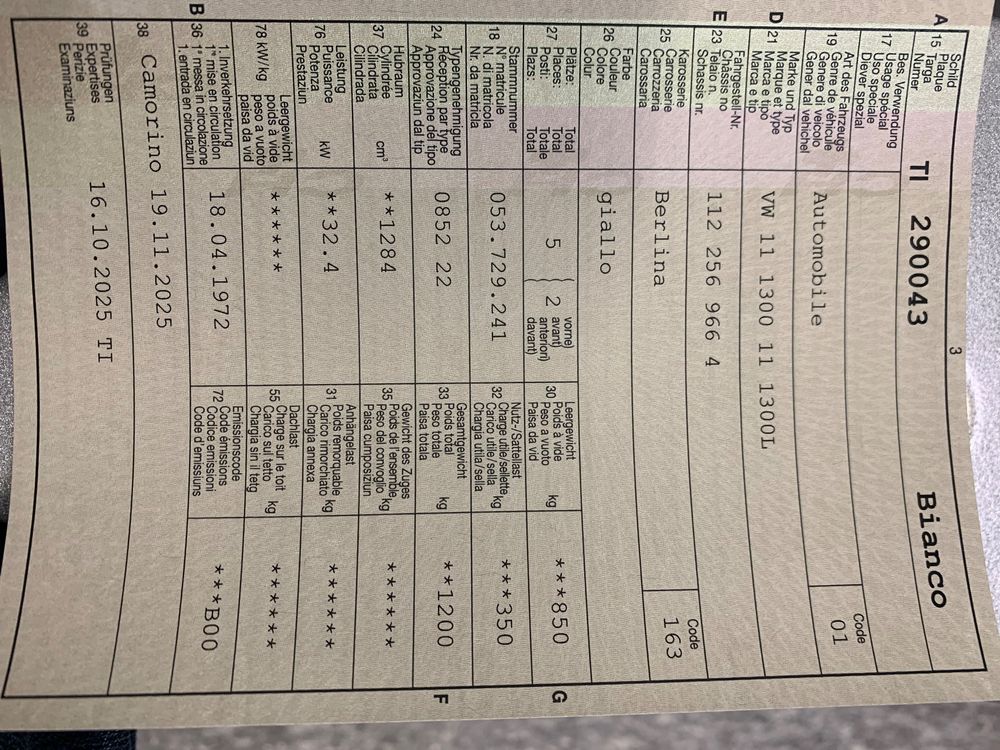 3
A 15 Schild
Plaque
Targa
Numer
TI 290043 Bianco
17 Bes. Verwendung
Usage spécial
Uso speciale
Diever spezial
19 Art des Fahrzeugs
Genre de véhicule
Genere di veicolo
Gener dal vehichel
Automobile
Code
01
D 21 Marke und Typ
Marque et type
Marca e tipo
Marca e tip
VW 11 1300 11 1300L
E 23 Fahrgestell-Nr.
Châssis no
Telaio n.
Schassis nr.
112 256 966 4
25 Karosserie
Carrosserie
Carrozzeria
Carossaria
Berlina
Code
163
26 Farbe
Couleur
Colore
Colur
giallo
27 Plätze: Total
Places: Total
Posti: Totale
Plazs: Total
5
2
vorne)
avant)
anteriori)
davant)
30 Leergewicht
Poids à vide
Peso a vuoto kg
Paisa da vid
***850
G
18 Stammnummer
N° matricule
N. di matricola
Nr. da matricla
053.729.241
32 Nutz-/Sattellast
Charge utile/sellette kg
Carico utile/sella
Chargia utila/sella
***350
24 Typengenehmigung
Réception par type
Approvazione del tipo
Approvaziun dal tip
0852 22
33 Gesamtgewicht
Poids total
Peso totale kg
Paisa totala
**1200
F
37 Hubraum
Cylindrée
Cilindrata cm³
Cilindrada
**1284
35 Gewicht des Zuges
Poids de l'ensemble
Peso del convoglio kg
Paisa cumposiziun
******
76 Leistung
Puissance
Potenza kW
Prestaziun
**32.4
31 Anhängelast
Poids remorquable
Carico rimorchiato kg
Chargia annexa
******
78 kW/kg Leergewicht
poids à vide
peso a vuoto
paisa da vid
******
55 Dachlast
Charge sur le toit
Carico sul tetto kg
Chargia sin il tetg
******
B 36 1. Inverkehrsetzung
1re mise en circulation
1a messa in circolazione
1. entrada en circulaziun
18.04.1972
72 Emissionscode
Code émissions
Codice emissioni
Code d'emissiuns
***B00
38 Camorino 19.11.2025
39 Prüfungen
Expertises
Perizie
Examinaziuns
16.10.2025 TI